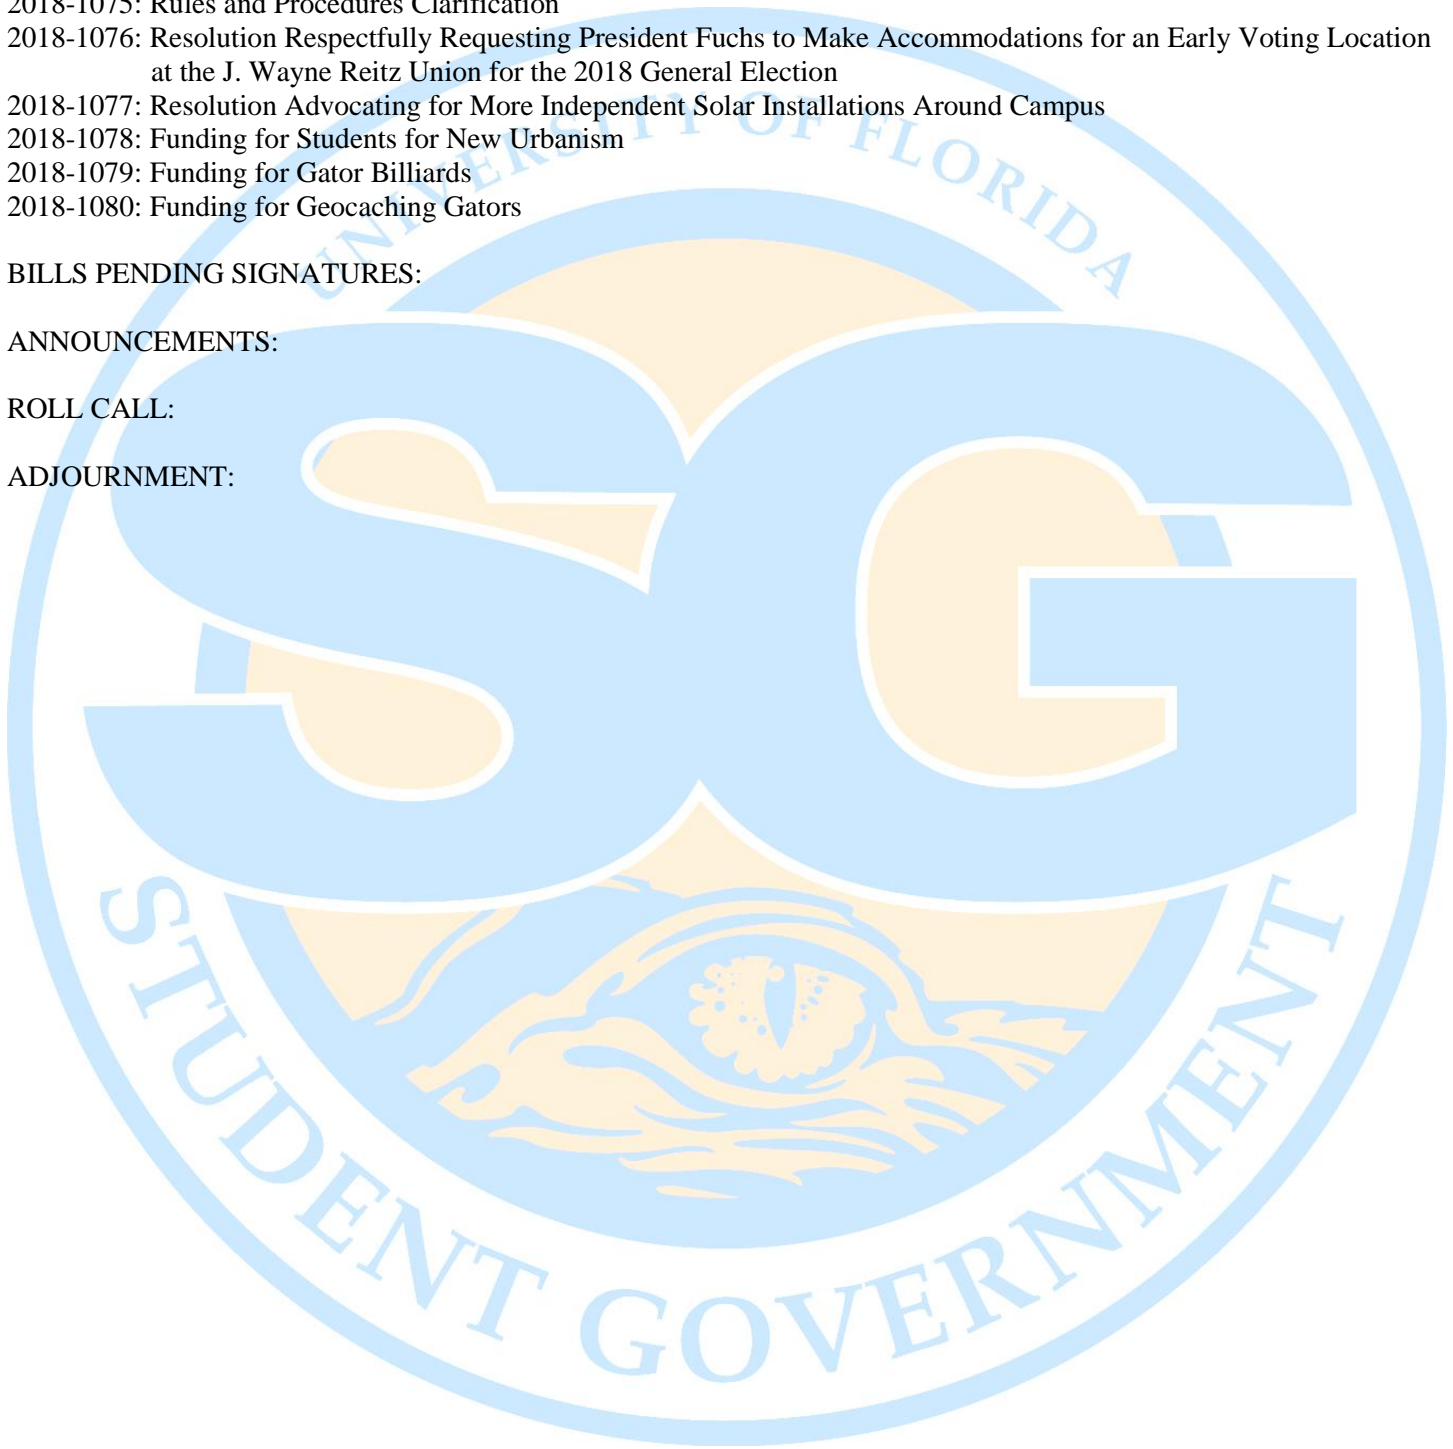 2018-1075: Rules and Procedures Clarification
2018-1076: Resolution Respectfully Requesting President Fuchs to Make Accommodations for an Early Voting Location
at the J. Wayne Reitz Union for the 2018 General Election
2018-1077: Resolution Advocating for More Independent Solar Installations Around Campus
2018-1078: Funding for Students for New Urbanism
2018-1079: Funding for Gator Billiards
2018-1080: Funding for Geocaching Gators
BILLS PENDING SIGNATURES:
ANNOUNCEMENTS:
ROLL CALL:
ADJOURNMENT:
UNIVERSITY OF FLORIDA
SG
STUDENT GOVERNMENT